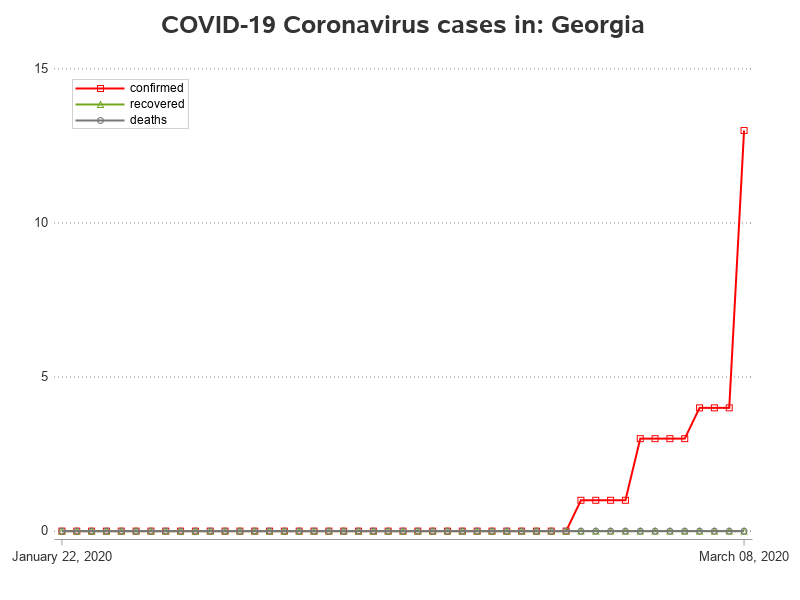 COVID-19 Coronavirus cases in: Georgia
15
confirmed
recovered
deaths
10
5
0
January 22, 2020
March 08, 2020